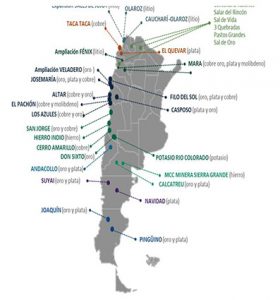 OLAROZ (litio)
Salar del Rincón
Sal de Vida
3 Quebradas
Pastos Grandes
Sal de Oro
CAUCHARÍ-OLAROZ (litio)
TACA TACA (cobre)
Ampliación FÉNIX (litio)
EL QUEVAR (plata)
MARA (cobre, oro, plata y molibdeno)
Ampliación VELADERO (oro)
JOSEMARÍA (oro, plata y cobre)
ALTAR (cobre y oro)
FILO DEL SOL (oro, plata y cobre)
EL PACHÓN (cobre y molibdeno)
CASPOSO (plata y oro)
LOS AZULES (cobre)
SAN JORGE (oro y cobre)
HIERRO INDIO (hierro)
CERRO AMARILLO (cobre)
POTASIO RIO COLORADO (potasio)
DON SIXTO (oro)
ANDACOLLO (oro y plata)
MCC MINERA SIERRA GRANDE (hierro)
SUYAI (oro y plata)
CALCATREU (oro y plata)
NAVIDAD (plata)
JOAQUÍN (oro y plata)
PINGÜINO (oro y plata)